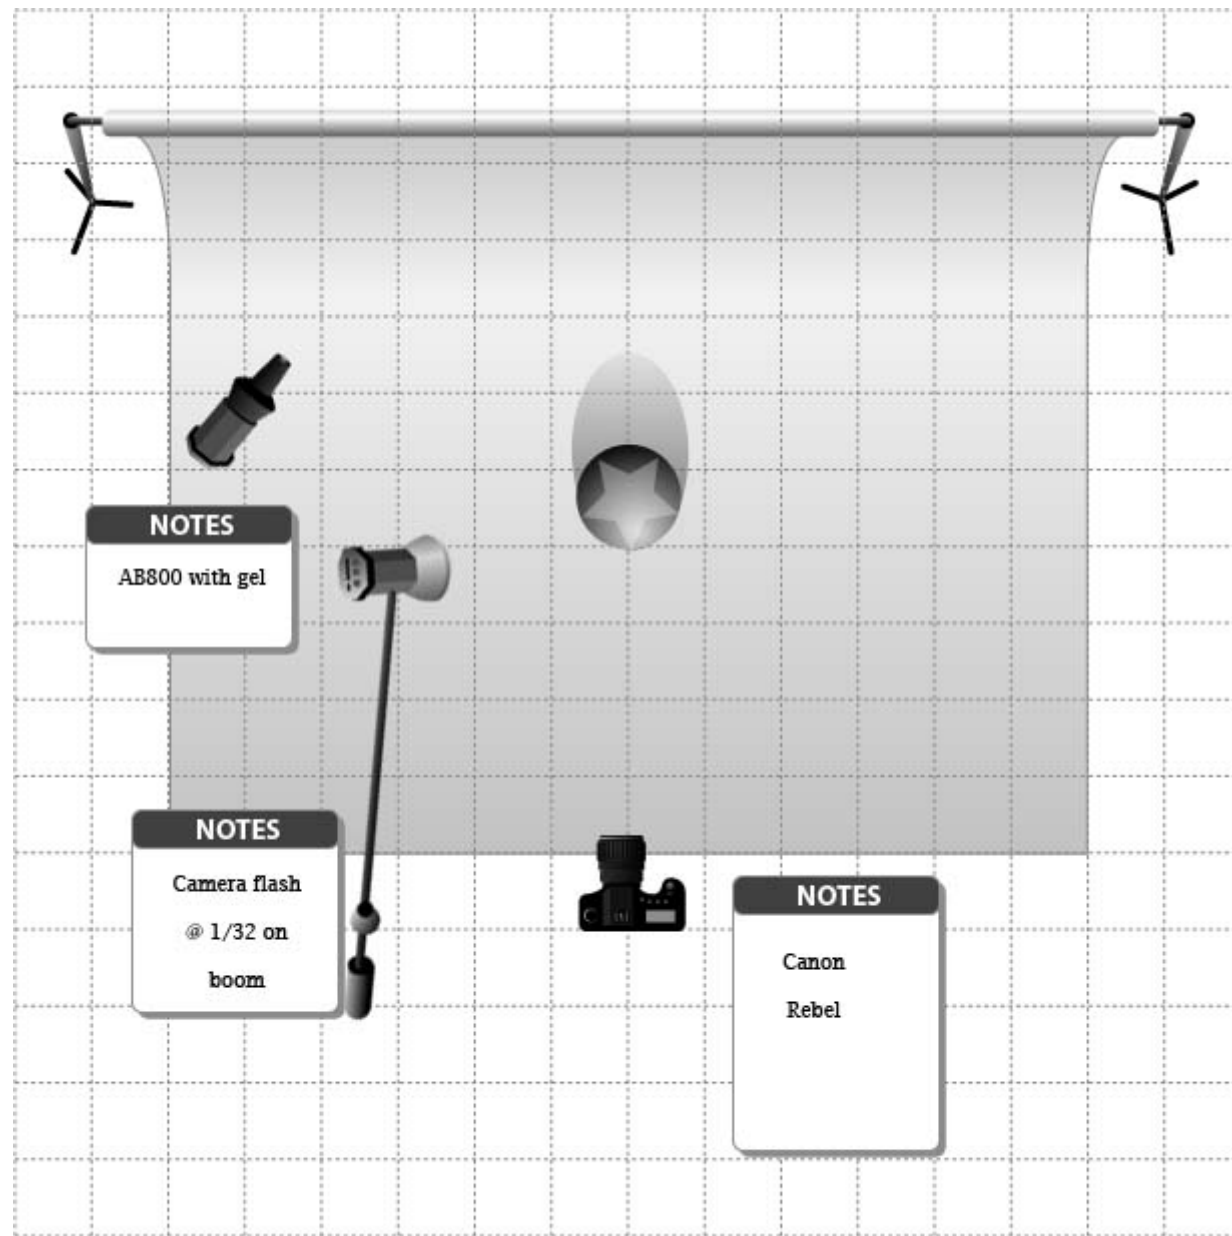 NOTES
AB800 with gel
NOTES
Camera flash
@ 1/32 on
boom
NOTES
Canon
Rebel